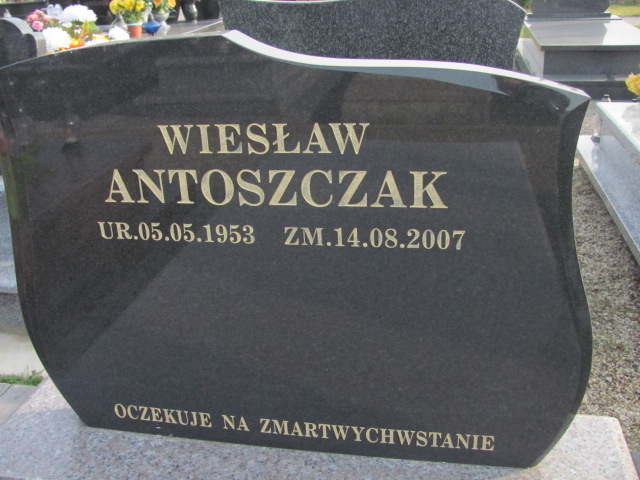 WIESŁAW
ANTOSZCZAK
UR.05.05.1953 ZM.14.08.2007
OCZEKUJE NA ZMARTWYCHWSTANIE